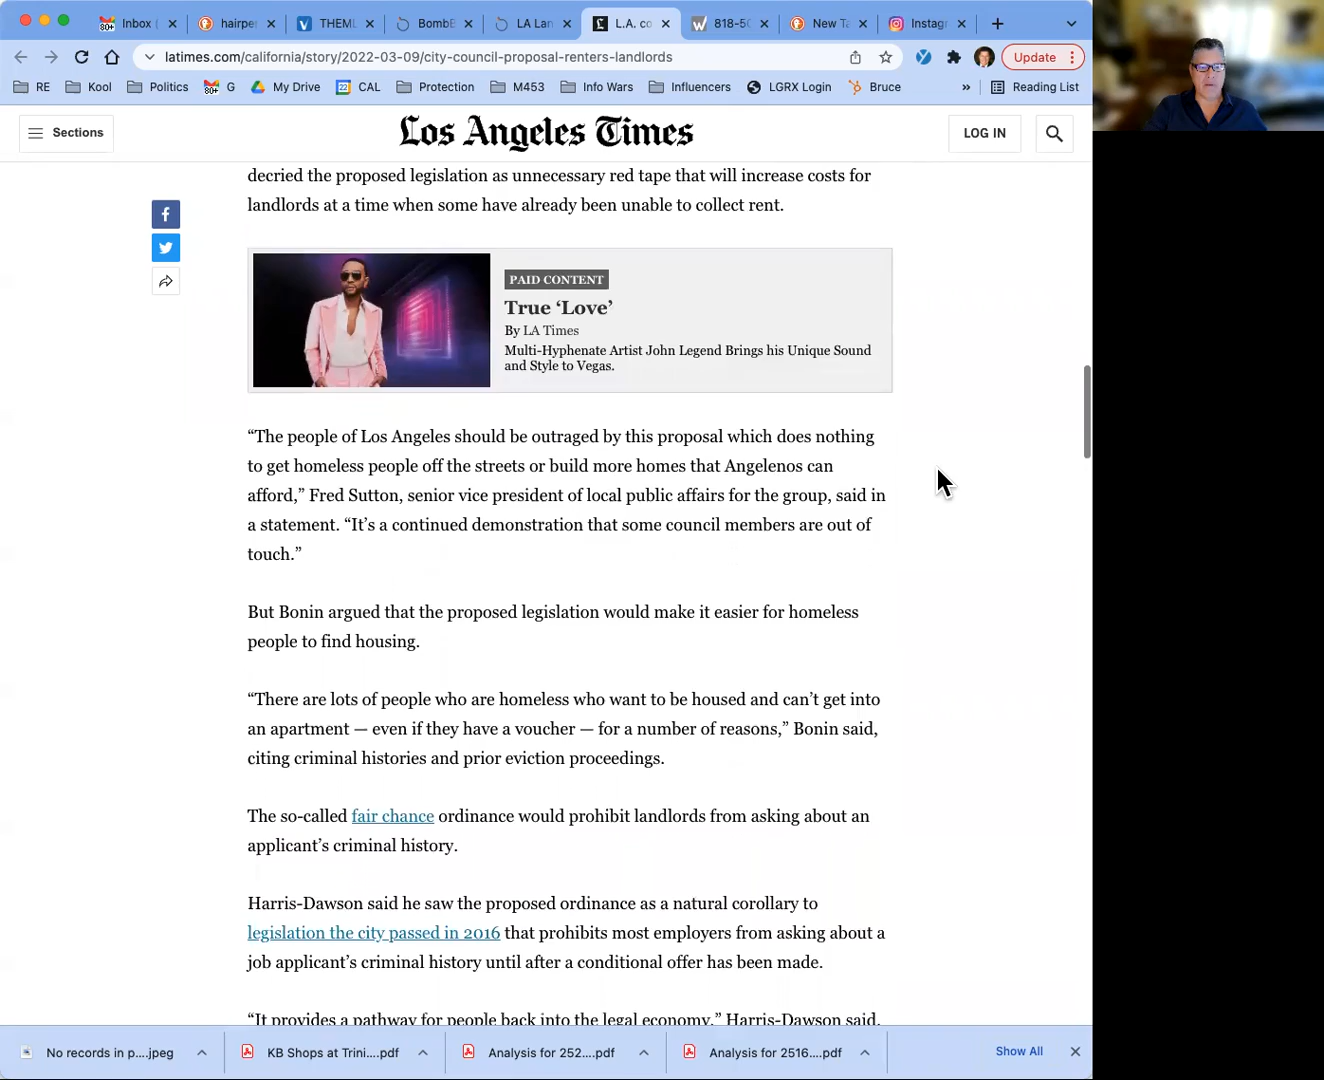 Inbox (
hairpe
THEML
BombE
LA Lan
L.A. co
818-5
New Ta
Instagr
latimes.com/california/story/2022-03-09/city-council-proposal-renters-landlords
Update
RE
Kool
Politics
G
My Drive
CAL
Protection
M453
Info Wars
Influencers
LGRX Login
Bruce
»
Reading List
Sections
Los Angeles Times
LOG IN
decried the proposed legislation as unnecessary red tape that will increase costs for
landlords at a time when some have already been unable to collect rent.
PAID CONTENT
True ‘Love’
By LA Times
Multi-Hyphenate Artist John Legend Brings his Unique Sound
and Style to Vegas.
“The people of Los Angeles should be outraged by this proposal which does nothing
to get homeless people off the streets or build more homes that Angelenos can
afford,” Fred Sutton, senior vice president of local public affairs for the group, said in
a statement. “It’s a continued demonstration that some council members are out of
touch.”
But Bonin argued that the proposed legislation would make it easier for homeless
people to find housing.
“There are lots of people who are homeless who want to be housed and can’t get into
an apartment — even if they have a voucher — for a number of reasons,” Bonin said,
citing criminal histories and prior eviction proceedings.
The so-called fair chance ordinance would prohibit landlords from asking about an
applicant’s criminal history.
Harris-Dawson said he saw the proposed ordinance as a natural corollary to
legislation the city passed in 2016 that prohibits most employers from asking about a
job applicant’s criminal history until after a conditional offer has been made.
“It provides a pathway for people back into the legal economy,” Harris-Dawson said.
No records in p....jpeg
KB Shops at Trini....pdf
Analysis for 252....pdf
Analysis for 2516....pdf
Show All